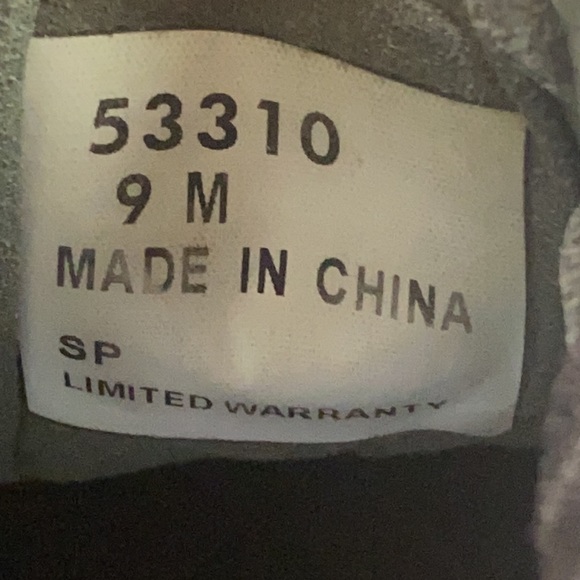 53310
9 M
MADE IN CHINA
SP
LIMITED WARRANTY